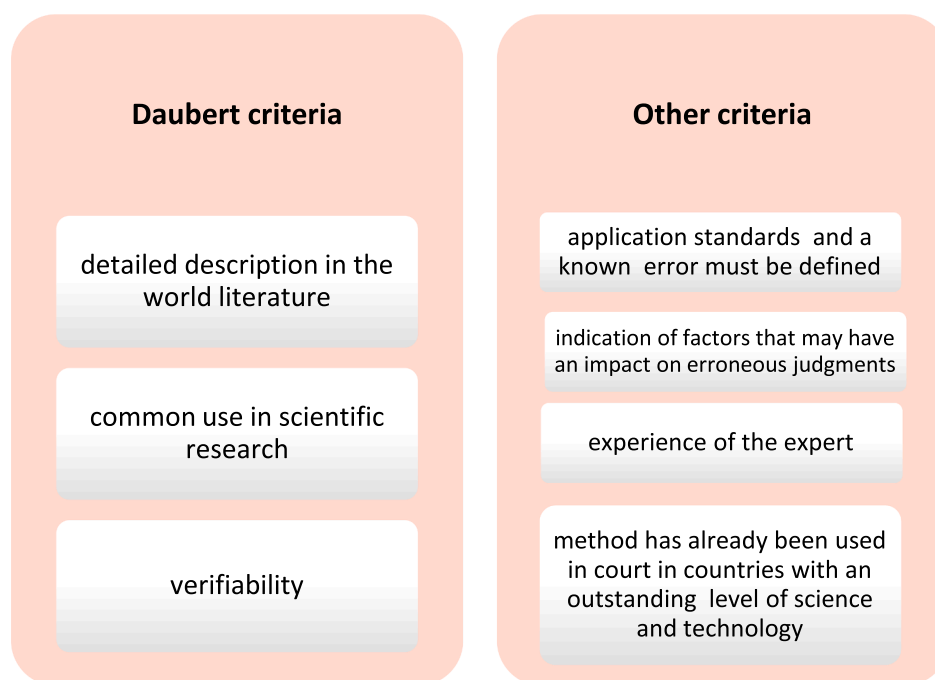 Daubert criteria
detailed description in the
world literature
common use in scientific
research
verifiability
Other criteria
application standards  and a
known  error must be defined
indication of factors that may have
an impact on erroneous judgments
experience of the expert
method has already been used
in court in countries with an
outstanding  level of science
and technology